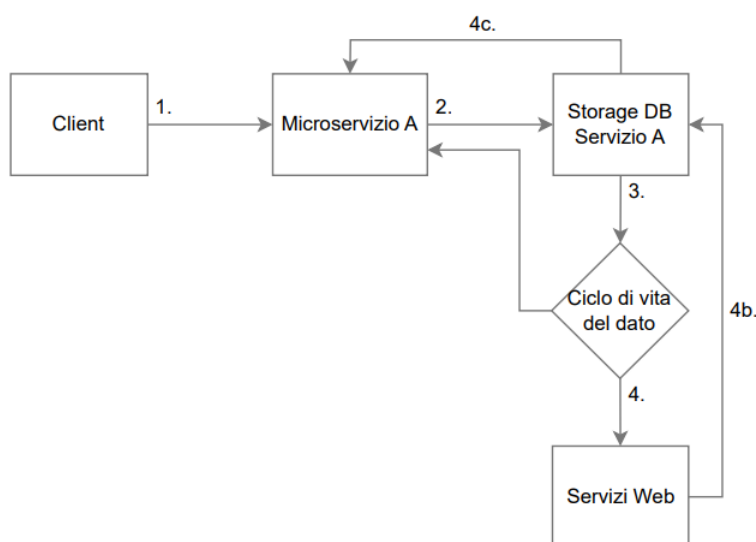 4c.
Client
1.
Microservizio A
2.
Storage DB
Servizio A
3.
Ciclo di vita
del dato
4b.
4.
Servizi Web